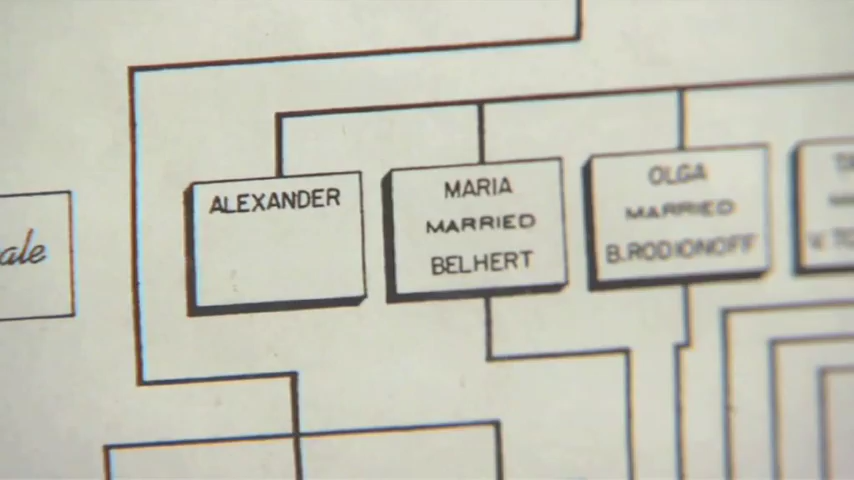 ale
ALEXANDER
MARIA
MARRIED
BELHERT
OLGA
MARRIED
B.RODIONOFF